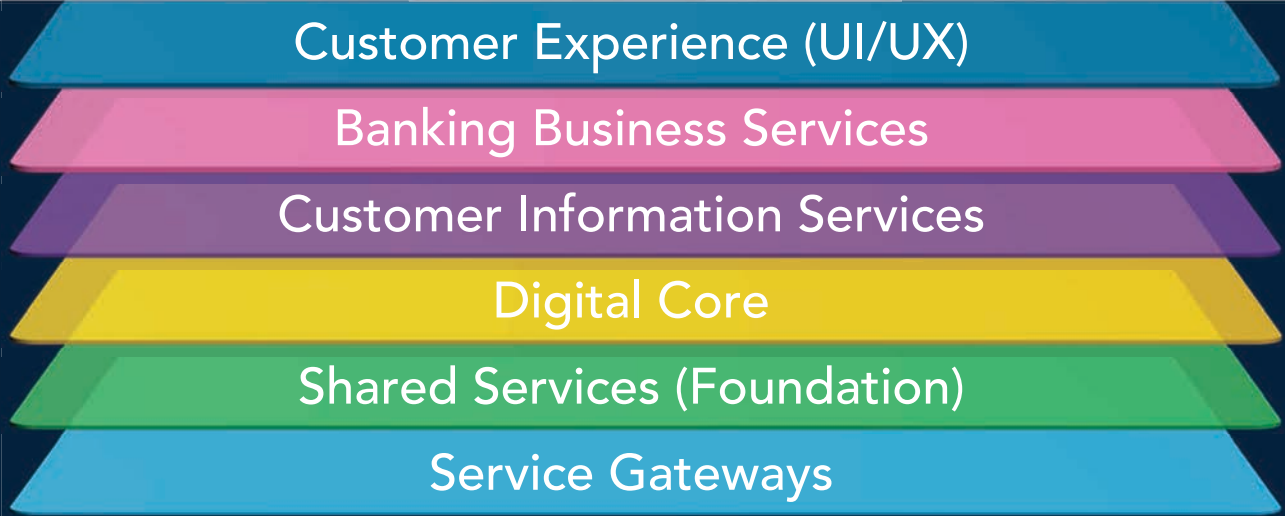 Customer Experience (UI/UX)
Banking Business Services
Customer Information Services
Digital Core
Shared Services (Foundation)
Service Gateways